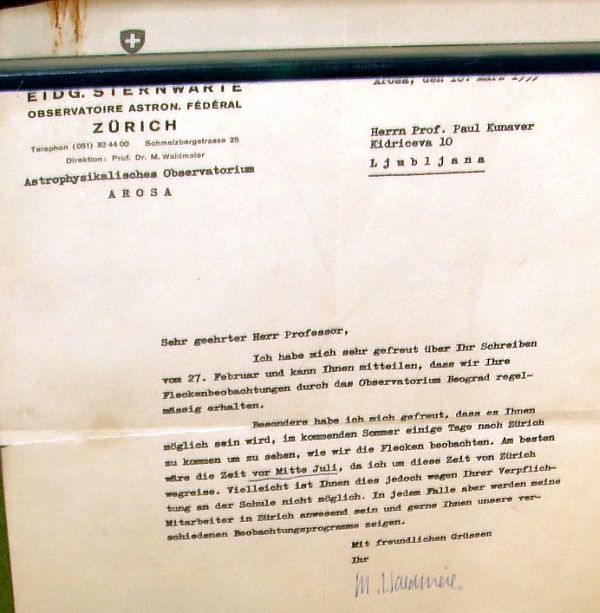 EIDG. STERNWARTE
OBSERVATOIRE ASTRON. FÉDÉRAL
ZÜRICH
Telephon (051) 32 44 00 Schmelzbergstrasse 25
Direktion: Prof. Dr. M. Waldmeier
Astrophysikalisches Observatorium
AROSA
Arosa, den März
Herrn Prof. Paul Kunaver
Kidriceva 10
Ljubljana
Sehr geehrter Herr Professor,
Ich habe mich sehr gefreut über Ihr Schreiben
vom 27. Februar und kann Ihnen mitteilen, dass wir Ihre
Fleckenbeobachtungen durch das Observatorium Beograd regel-
mässig erhalten.
Besonders habe ich mich gefreut, dass es Ihnen
möglich sein wird, im kommenden Sommer einige Tage nach Zürich
zu kommen um zu sehen, wie wir die Flecken beobachten. Am besten
wäre die Zeit vor Mitte Juli, da ich um diese Zeit von Zürich
wegreise. Vielleicht ist Ihnen dies jedoch wegen Ihrer Verpflich-
tung an der Schule nicht möglich. In jedem Falle aber werden meine
Mitarbeiter in Zürich anwesend sein und gerne Ihnen unsere ver-
schiedenen Beobachtungsprogramme zeigen.
Mit freundlichen Grüssen
Ihr
M. Waldmeier